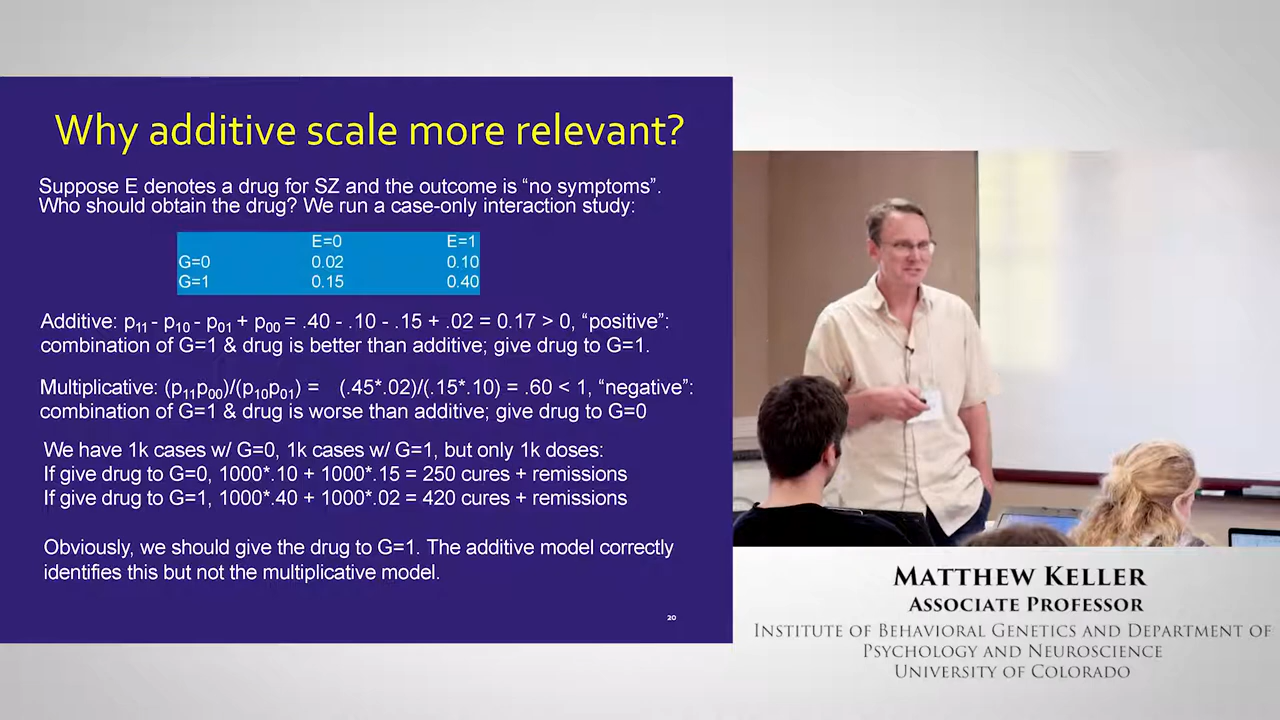 Why additive scale more relevant?
Suppose E denotes a drug for SZ and the outcome is “no symptoms”.
Who should obtain the drug? We run a case-only interaction study:
E=0 E=1
G=0 0.02 0.10
G=1 0.15 0.40
Additive: p11 - p10 - p01 + p00 = .40 - .10 - .15 + .02 = 0.17 > 0, “positive”:
combination of G=1 & drug is better than additive; give drug to G=1.
Multiplicative: (p11p00)/(p10p01) = (.45*.02)/(.15*.10) = .60 < 1, “negative”:
combination of G=1 & drug is worse than additive; give drug to G=0
We have 1k cases w/ G=0, 1k cases w/ G=1, but only 1k doses:
If give drug to G=0, 1000*.10 + 1000*.15 = 250 cures + remissions
If give drug to G=1, 1000*.40 + 1000*.02 = 420 cures + remissions
Obviously, we should give the drug to G=1. The additive model correctly
identifies this but not the multiplicative model.
20
Matthew Keller
Associate Professor
Institute of Behavioral Genetics and Department of
Psychology and Neuroscience
University of Colorado